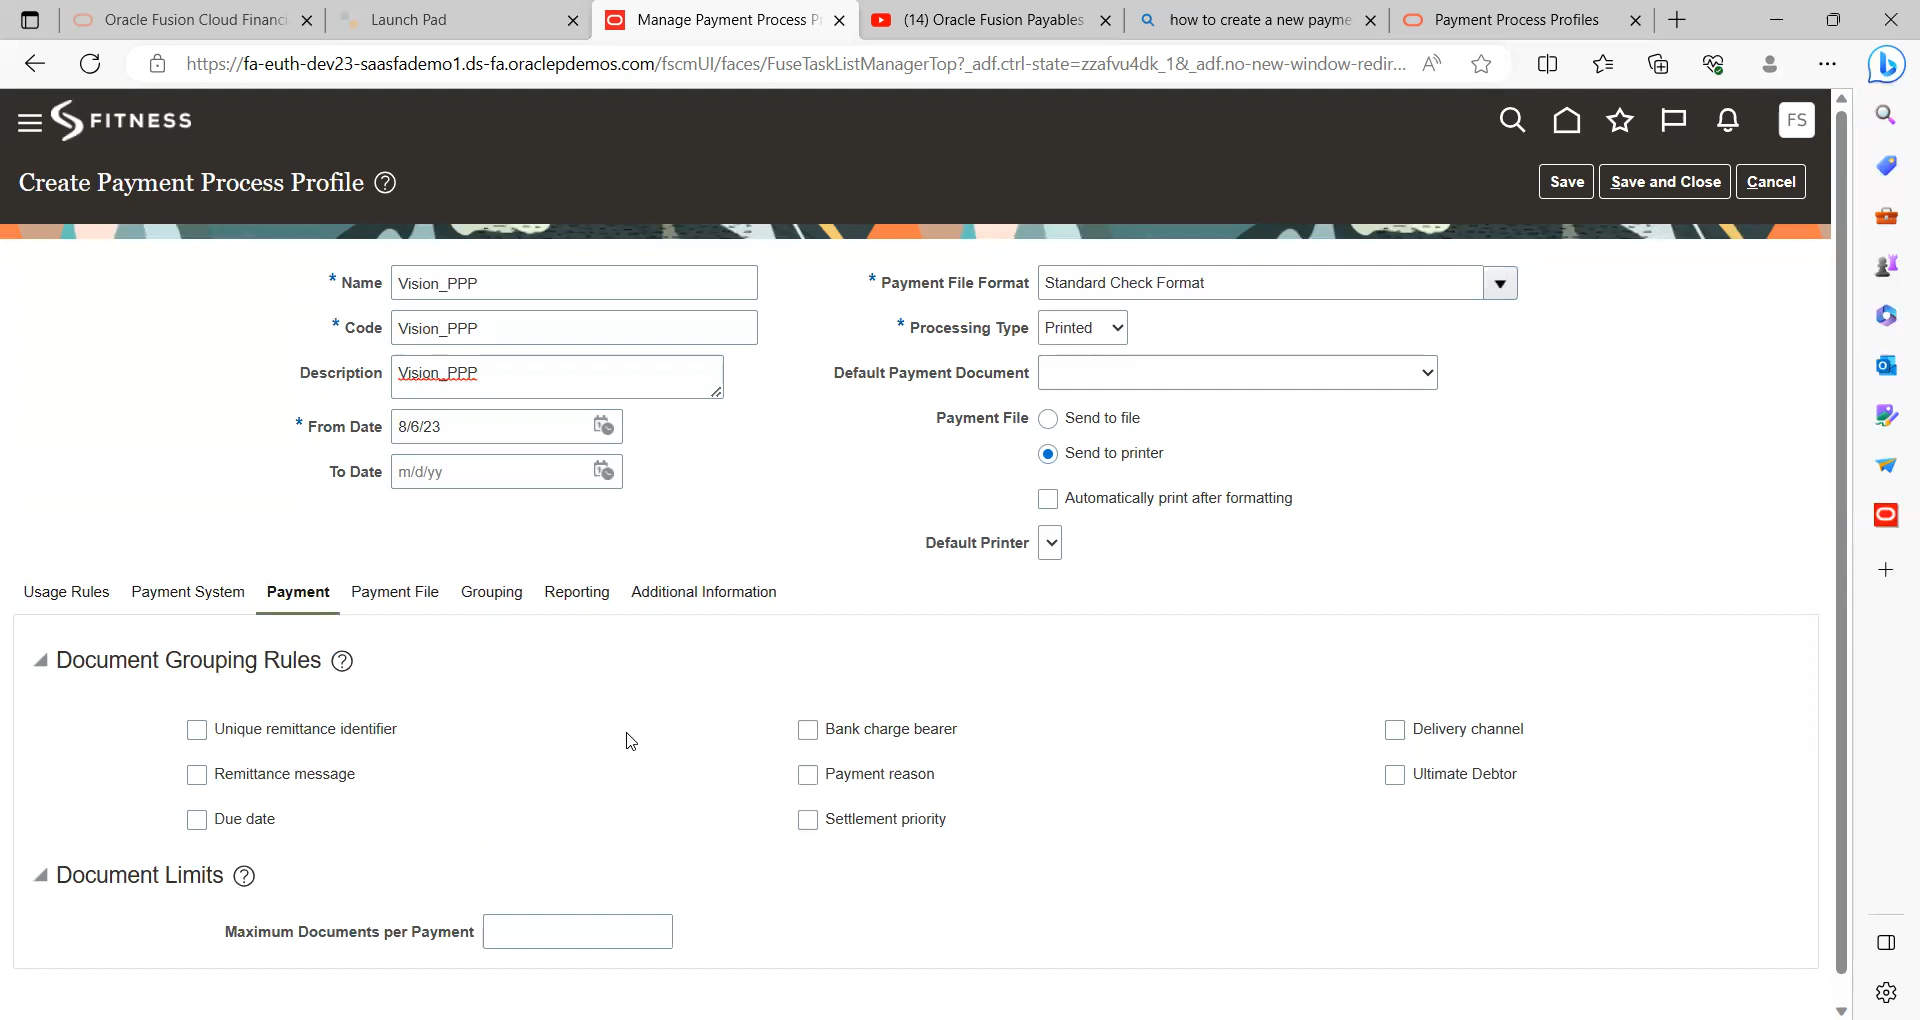 Oracle Fusion Cloud Financi
Launch Pad
Manage Payment Process P
(14) Oracle Fusion Payables
how to create a new payme
Payment Process Profiles
https://fa-euth-dev23-saasfademo1.ds-fa.oraclepdemos.com/fscmUI/faces/FuseTaskListManagerTop?_adf.ctrl-state=zzafvu4dk_1&_adf.no-new-window-redir...
FITNESS
FS
Create Payment Process Profile
Save
Save and Close
Cancel
* Name Vision_PPP
* Payment File Format Standard Check Format
* Code Vision_PPP
* Processing Type Printed
Description Vision_PPP
Default Payment Document
* From Date 8/6/23
Payment File Send to file
To Date m/d/yy
Send to printer
Automatically print after formatting
Default Printer
Usage Rules Payment System Payment Payment File Grouping Reporting Additional Information
Document Grouping Rules
Unique remittance identifier
Bank charge bearer
Delivery channel
Remittance message
Payment reason
Ultimate Debtor
Due date
Settlement priority
Document Limits
Maximum Documents per Payment